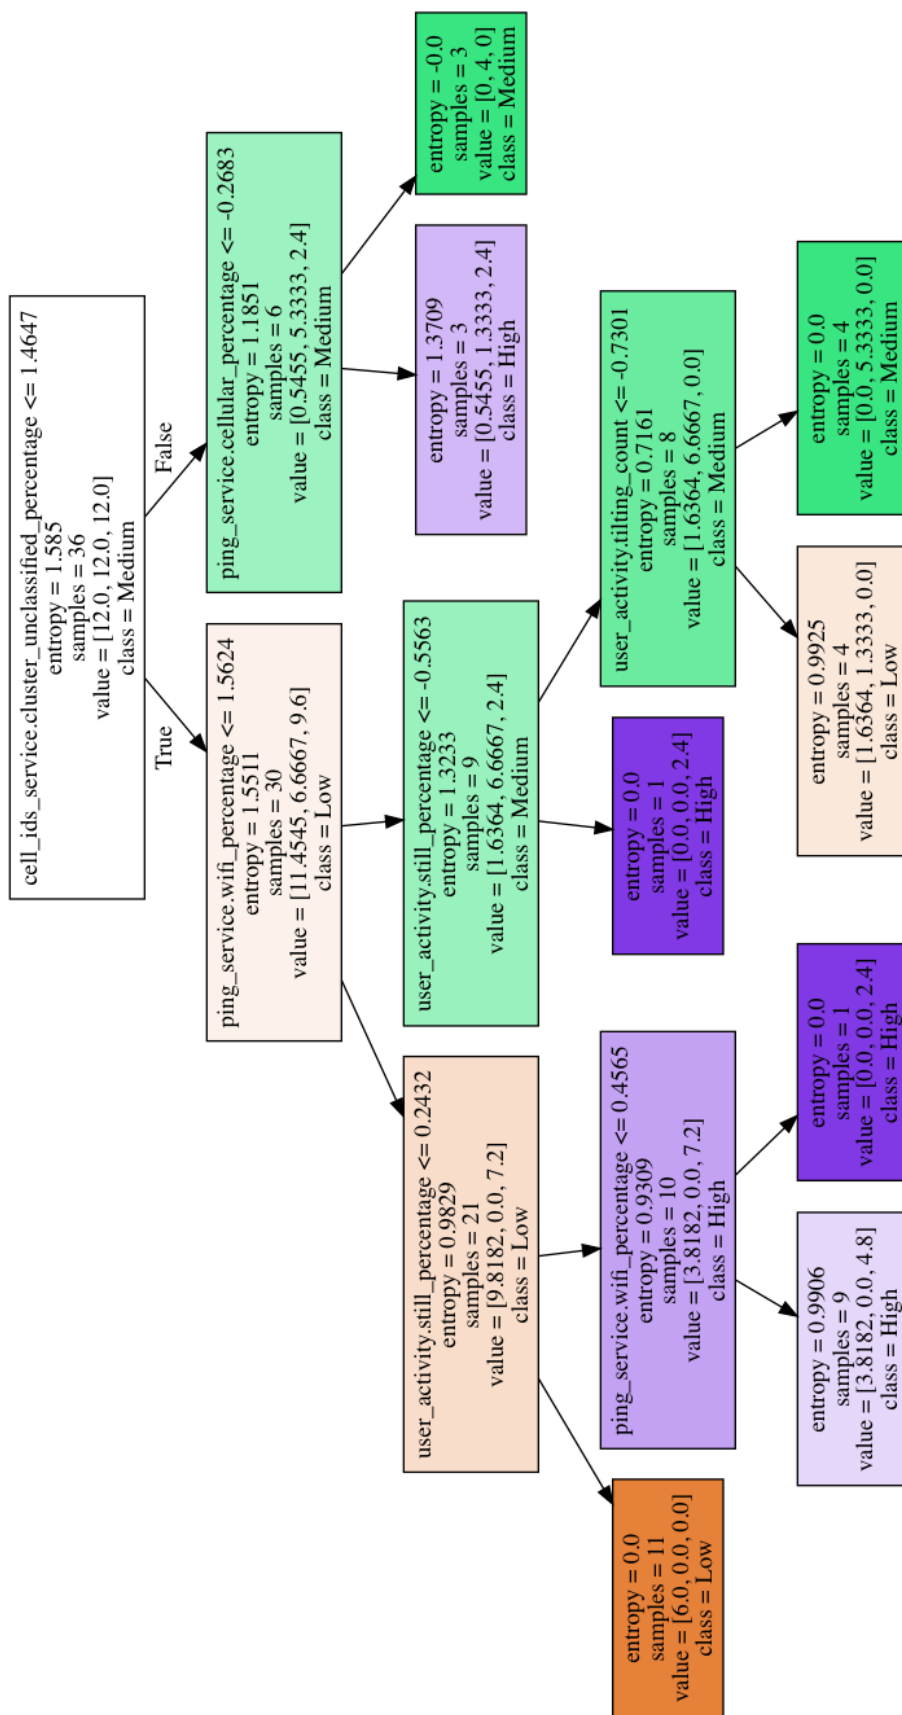 cell_ids_service.cluster_unclassified_percentage <= 1.4647
entropy = 1.585
samples = 36
value = [12.0, 12.0, 12.0]
class = Medium
True
False
ping_service.wifi_percentage <= 1.5624
entropy = 1.5511
samples = 30
value = [11.4545, 6.6667, 9.6]
class = Low
ping_service.cellular_percentage <= -0.2683
entropy = 1.1851
samples = 6
value = [0.5455, 5.3333, 2.4]
class = Medium
user_activity.still_percentage <= 0.2432
entropy = 0.9829
samples = 21
value = [9.8182, 0.0, 7.2]
class = Low
user_activity.still_percentage <= -0.5563
entropy = 1.3233
samples = 9
value = [1.6364, 6.6667, 2.4]
class = Medium
entropy = 1.3709
samples = 3
value = [0.5455, 1.3333, 2.4]
class = High
entropy = -0.0
samples = 3
value = [0, 4, 0]
class = Medium
entropy = 0.0
samples = 11
value = [6.0, 0.0, 0.0]
class = Low
ping_service.wifi_percentage <= 0.4565
entropy = 0.9309
samples = 10
value = [3.8182, 0.0, 7.2]
class = High
entropy = 0.0
samples = 1
value = [0.0, 0.0, 2.4]
class = High
user_activity.tilting_count <= -0.7301
entropy = 0.7161
samples = 8
value = [1.6364, 6.6667, 0.0]
class = Medium
entropy = 0.9906
samples = 9
value = [3.8182, 0.0, 4.8]
class = High
entropy = 0.0
samples = 1
value = [0.0, 0.0, 2.4]
class = High
entropy = 0.9925
samples = 4
value = [1.6364, 1.3333, 0.0]
class = Low
entropy = 0.0
samples = 4
value = [0.0, 5.3333, 0.0]
class = Medium